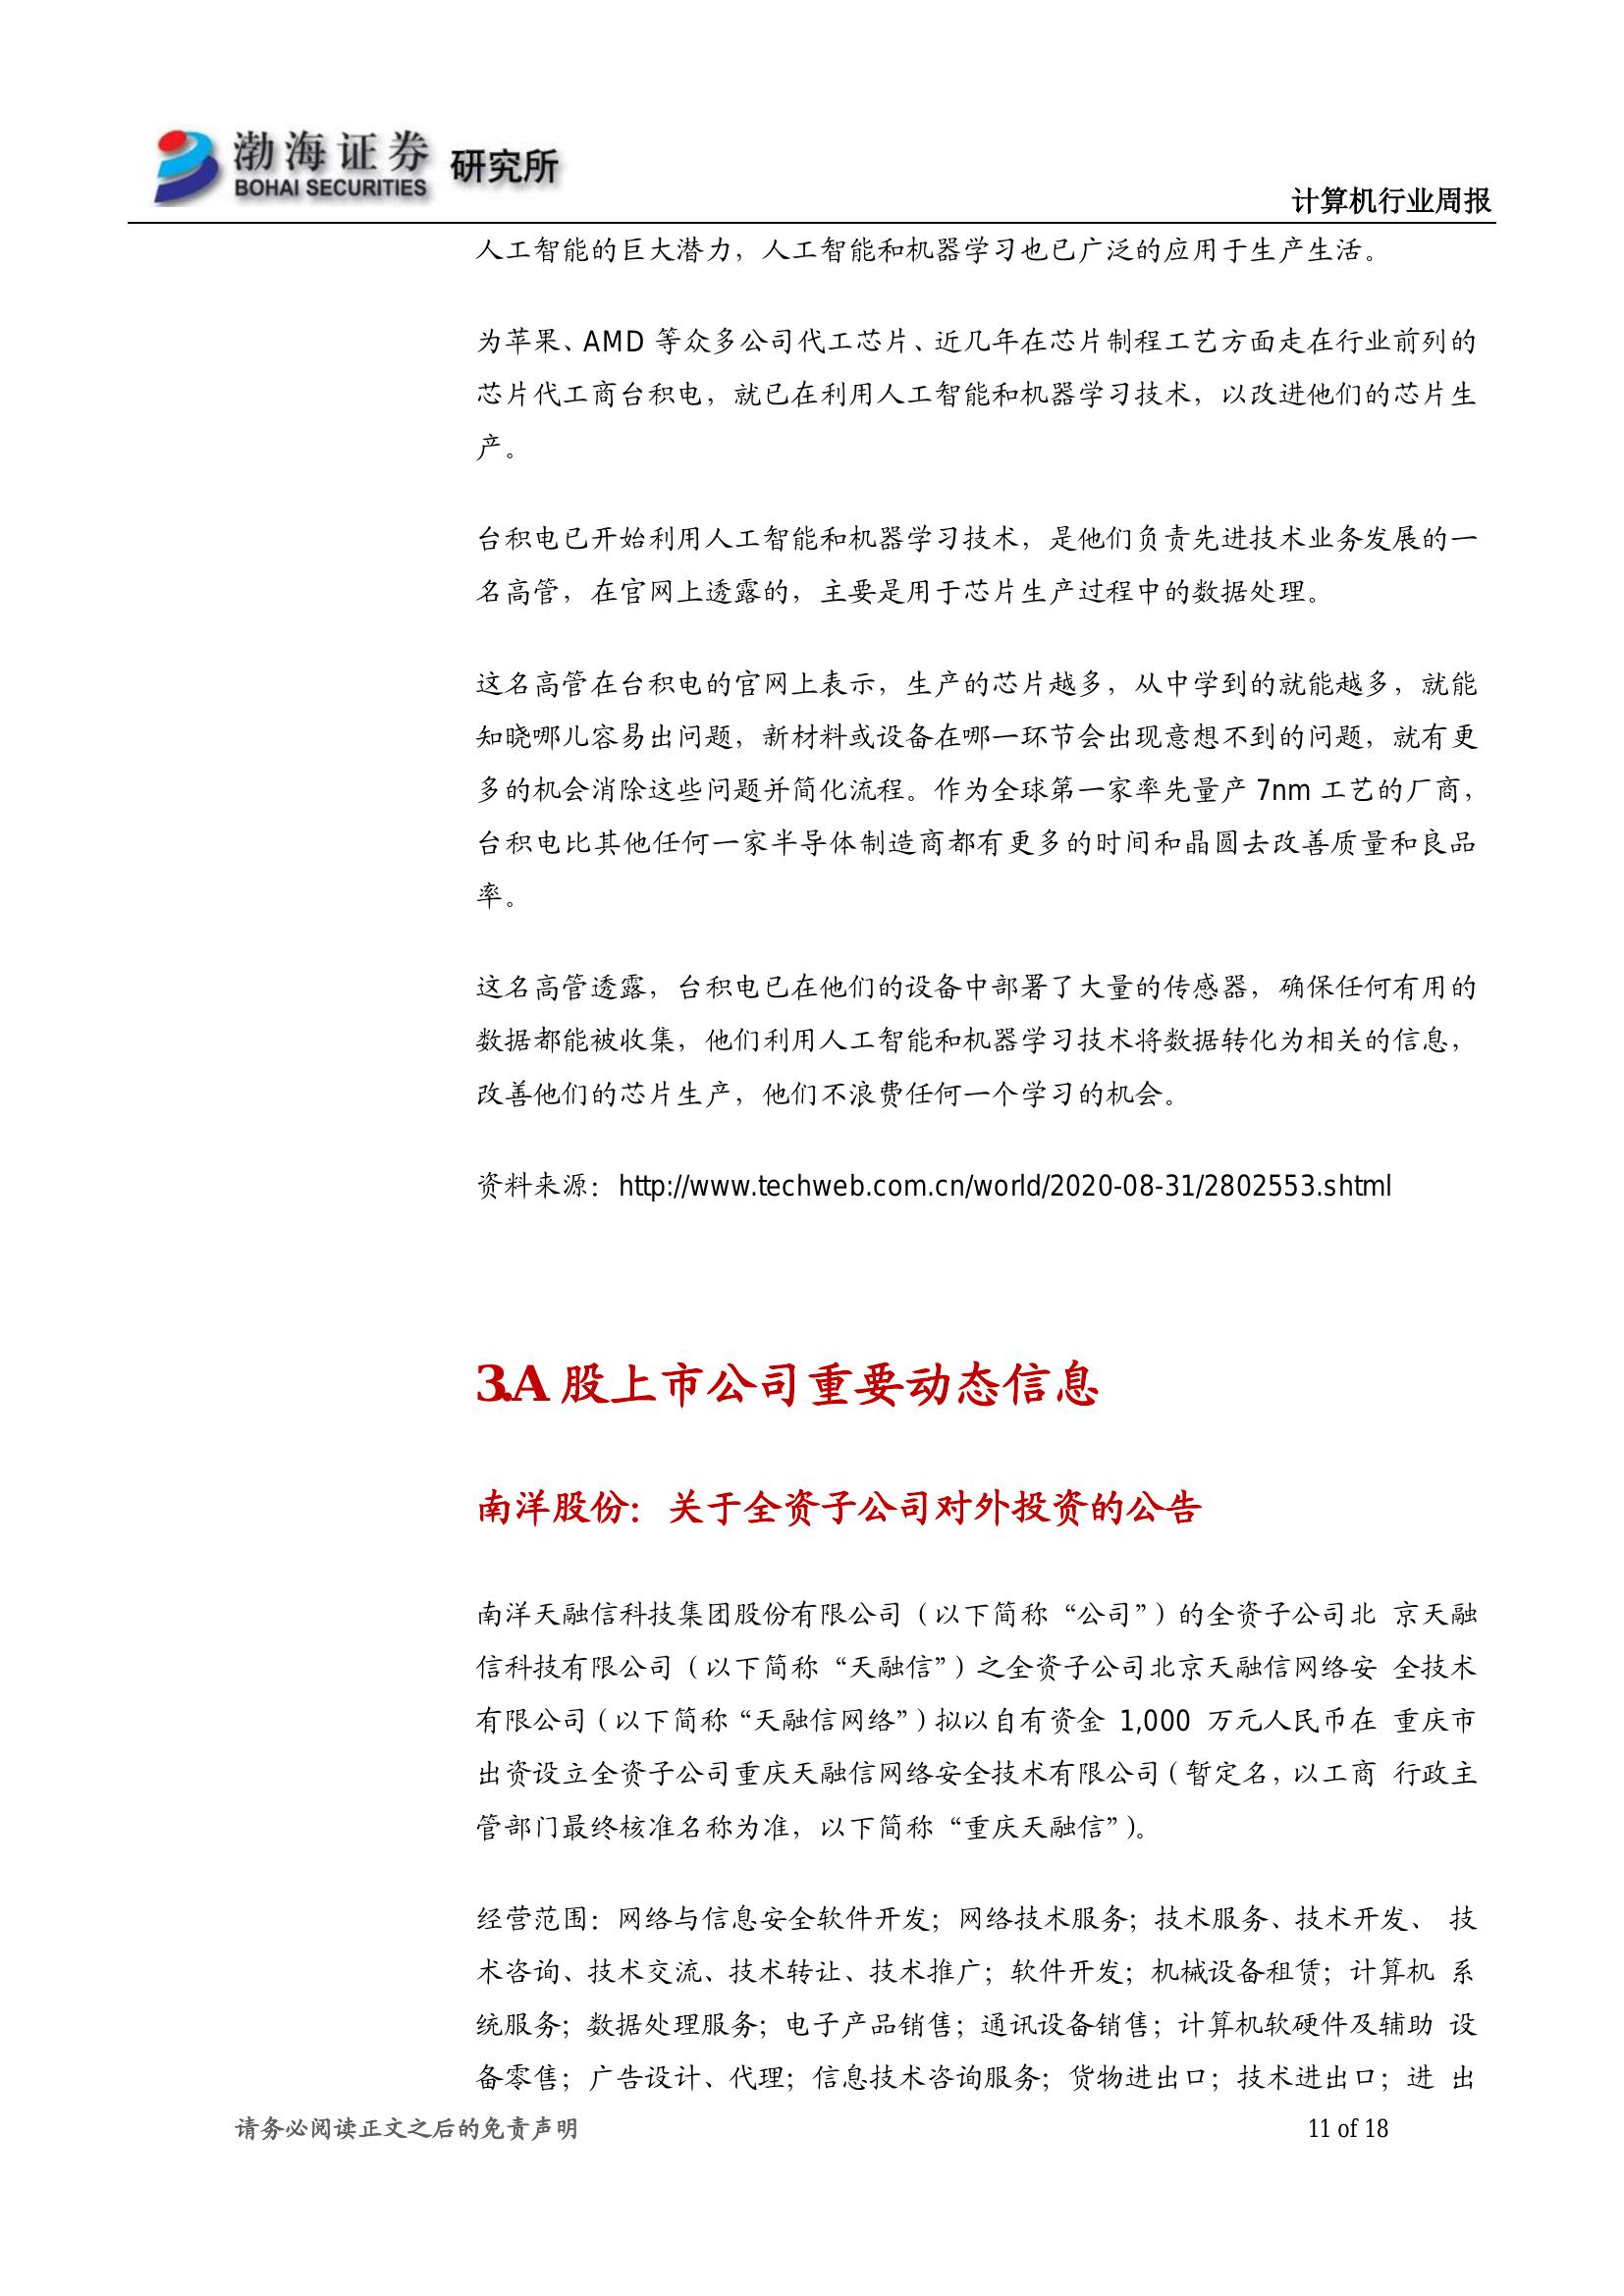 渤海证券 研究所
BOHAI SECURITIES
计算机行业周报
人工智能的巨大潜力，人工智能和机器学习也已广泛的应用于生产生活。
为苹果、AMD 等众多公司代工芯片、近几年在芯片制程工艺方面走在行业前列的
芯片代工商台积电，就已在利用人工智能和机器学习技术，以改进他们的芯片生
产。
台积电已开始利用人工智能和机器学习技术，是他们负责先进技术业务发展的一
名高管，在官网上透露的，主要是用于芯片生产过程中的数据处理。
这名高管在台积电的官网上表示，生产的芯片越多，从中学到的就能越多，就能
知晓哪儿容易出问题，新材料或设备在哪一环节会出现意想不到的问题，就有更
多的机会消除这些问题并简化流程。作为全球第一家率先量产 7nm 工艺的厂商，
台积电比其他任何一家半导体制造商都有更多的时间和晶圆去改善质量和良品
率。
这名高管透露，台积电已在他们的设备中部署了大量的传感器，确保任何有用的
数据都能被收集，他们利用人工智能和机器学习技术将数据转化为相关的信息，
改善他们的芯片生产，他们不浪费任何一个学习的机会。
资料来源：http://www.techweb.com.cn/world/2020-08-31/2802553.shtml
3.A 股上市公司重要动态信息
南洋股份：关于全资子公司对外投资的公告
南洋天融信科技集团股份有限公司（以下简称“公司”）的全资子公司北 京天融
信科技有限公司（以下简称“天融信”）之全资子公司北京天融信网络安 全技术
有限公司（以下简称“天融信网络”）拟以自有资金 1,000 万元人民币在 重庆市
出资设立全资子公司重庆天融信网络安全技术有限公司（暂定名，以工商 行政主
管部门最终核准名称为准，以下简称“重庆天融信”）。
经营范围：网络与信息安全软件开发；网络技术服务；技术服务、技术开发、 技
术咨询、技术交流、技术转让、技术推广；软件开发；机械设备租赁；计算机 系
统服务；数据处理服务；电子产品销售；通讯设备销售；计算机软硬件及辅助 设
备零售；广告设计、代理；信息技术咨询服务；货物进出口；技术进出口；进 出
请务必阅读正文之后的免责声明
11 of 18